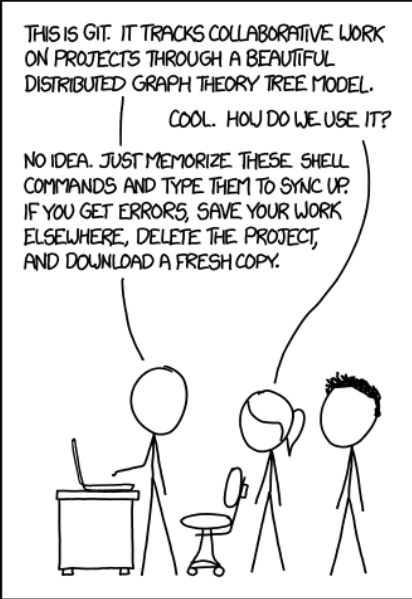 THIS IS GIT. IT TRACKS COLLABORATIVE WORK
ON PROJECTS THROUGH A BEAUTIFUL
DISTRIBUTED GRAPH THEORY TREE MODEL.
COOL. HOW DO WE USE IT?
NO IDEA. JUST MEMORIZE THESE SHELL
COMMANDS AND TYPE THEM TO SYNC UP.
IF YOU GET ERRORS, SAVE YOUR WORK
ELSEWHERE, DELETE THE PROJECT,
AND DOWNLOAD A FRESH COPY.